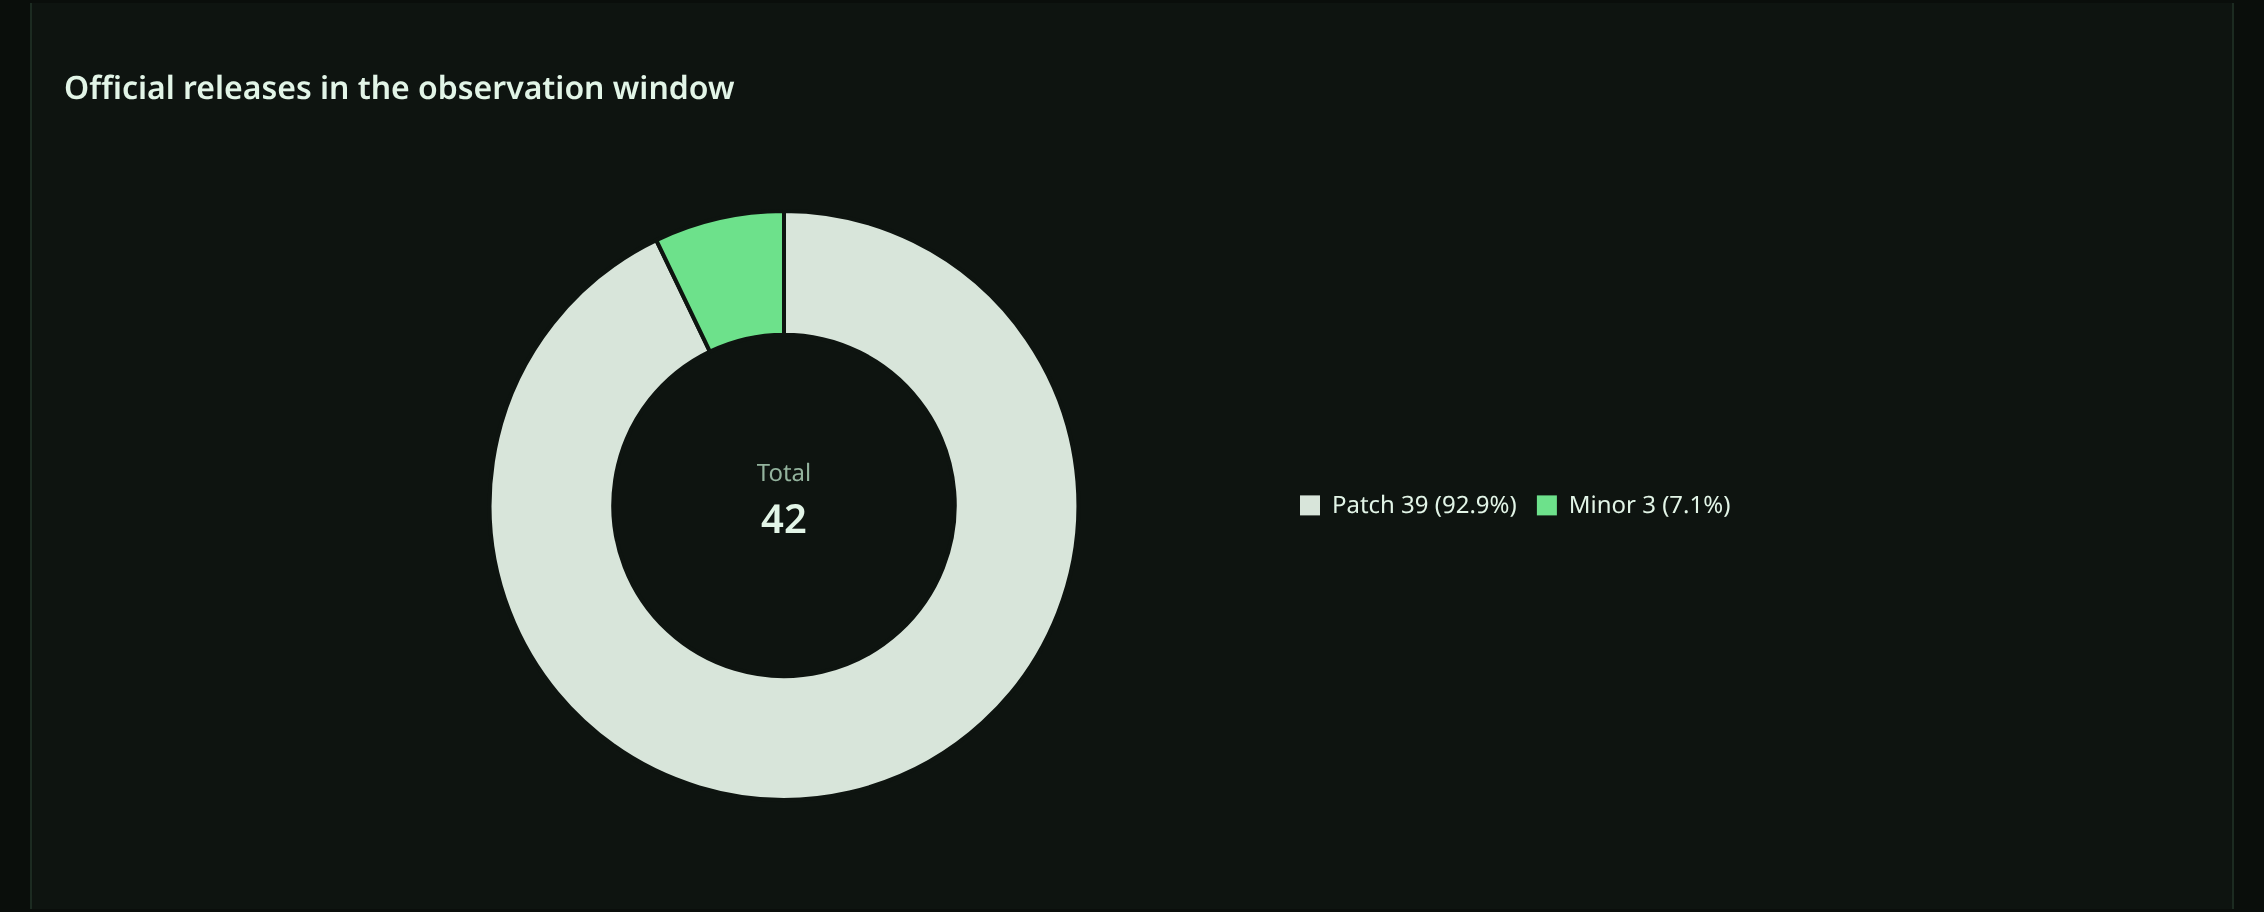 Official releases in the observation window
Total
42
Patch 39 (92.9%)
Minor 3 (7.1%)